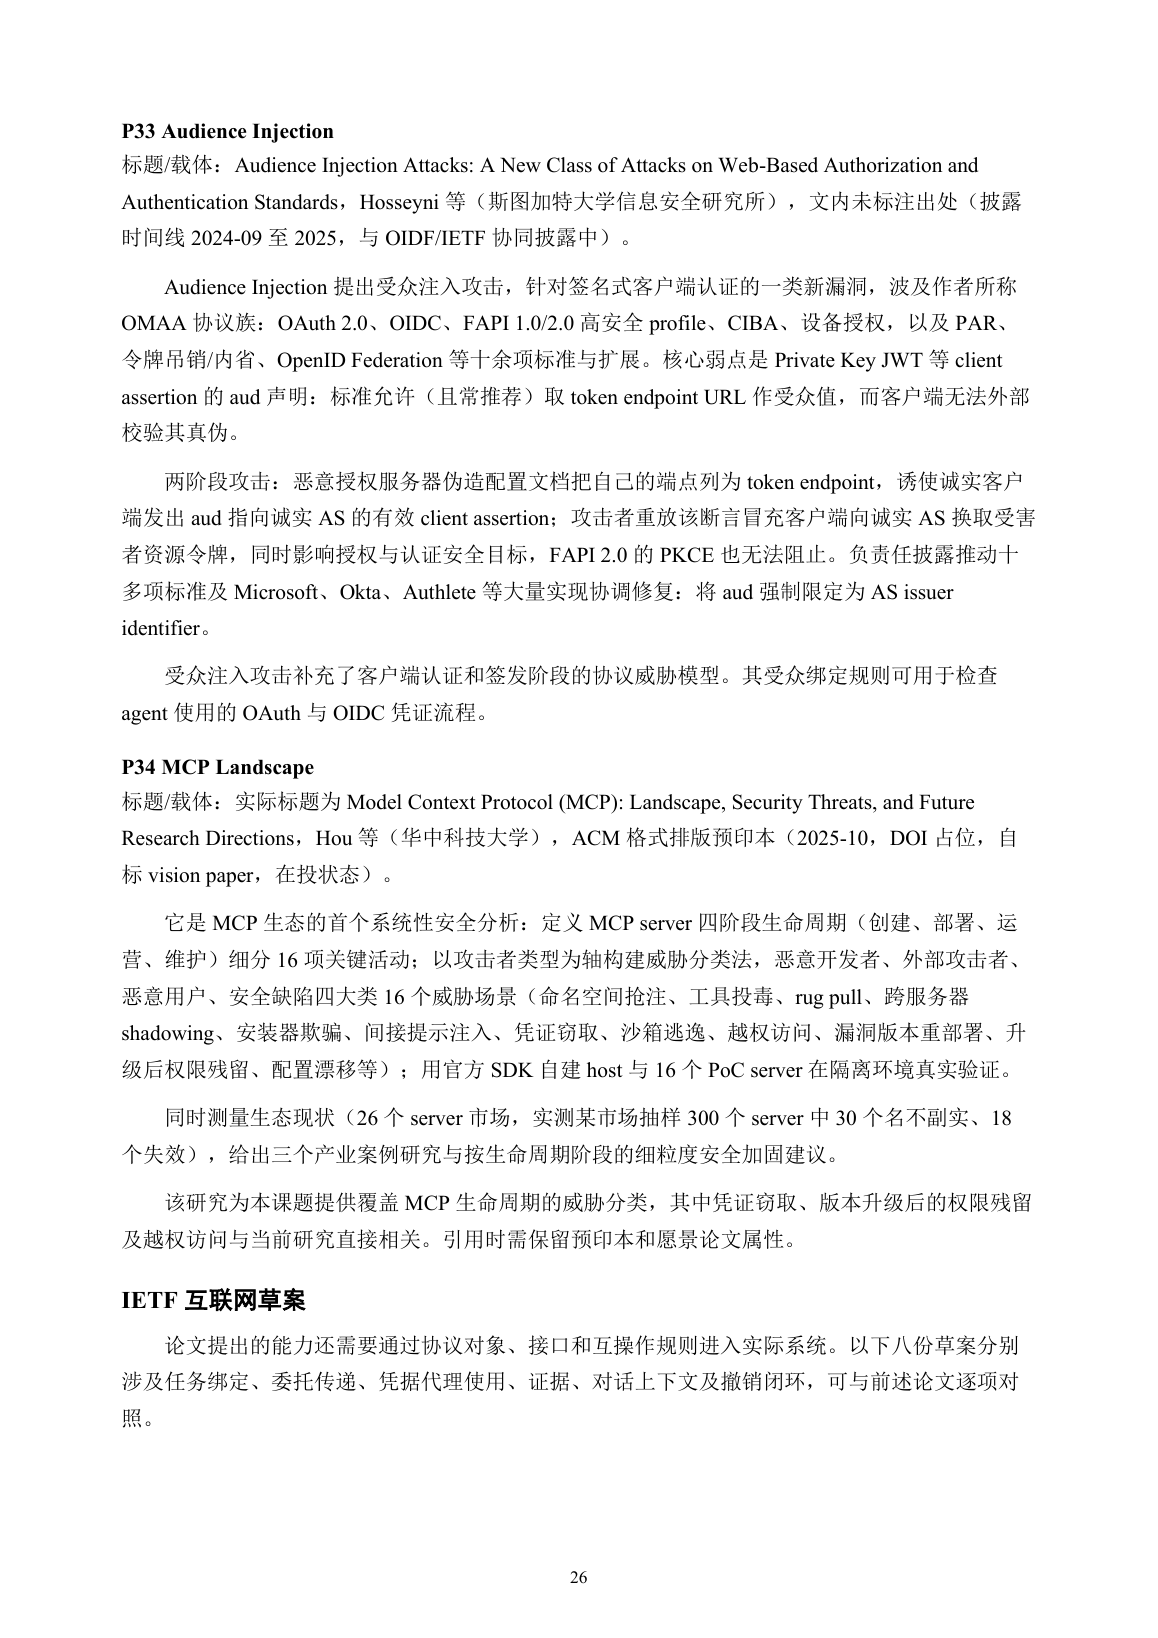 P33 Audience Injection
标题/载体：Audience Injection Attacks: A New Class of Attacks on Web-Based Authorization and
Authentication Standards，Hosseyni 等（斯图加特大学信息安全研究所），文内未标注出处（披露
时间线 2024-09 至 2025，与 OIDF/IETF 协同披露中）。
Audience Injection 提出受众注入攻击，针对签名式客户端认证的一类新漏洞，波及作者所称
OMAA 协议族：OAuth 2.0、OIDC、FAPI 1.0/2.0 高安全 profile、CIBA、设备授权，以及 PAR、
令牌吊销/内省、OpenID Federation 等十余项标准与扩展。核心弱点是 Private Key JWT 等 client
assertion 的 aud 声明：标准允许（且常推荐）取 token endpoint URL 作受众值，而客户端无法外部
校验其真伪。
两阶段攻击：恶意授权服务器伪造配置文档把自己的端点列为 token endpoint，诱使诚实客户
端发出 aud 指向诚实 AS 的有效 client assertion；攻击者重放该断言冒充客户端向诚实 AS 换取受害
者资源令牌，同时影响授权与认证安全目标，FAPI 2.0 的 PKCE 也无法阻止。负责任披露推动十
多项标准及 Microsoft、Okta、Authlete 等大量实现协调修复：将 aud 强制限定为 AS issuer
identifier。
受众注入攻击补充了客户端认证和签发阶段的协议威胁模型。其受众绑定规则可用于检查
agent 使用的 OAuth 与 OIDC 凭证流程。
P34 MCP Landscape
标题/载体：实际标题为 Model Context Protocol (MCP): Landscape, Security Threats, and Future
Research Directions，Hou 等（华中科技大学），ACM 格式排版预印本（2025-10，DOI 占位，自
标 vision paper，在投状态）。
它是 MCP 生态的首个系统性安全分析：定义 MCP server 四阶段生命周期（创建、部署、运
营、维护）细分 16 项关键活动；以攻击者类型为轴构建威胁分类法，恶意开发者、外部攻击者、
恶意用户、安全缺陷四大类 16 个威胁场景（命名空间抢注、工具投毒、rug pull、跨服务器
shadowing、安装器欺骗、间接提示注入、凭证窃取、沙箱逃逸、越权访问、漏洞版本重部署、升
级后权限残留、配置漂移等）；用官方 SDK 自建 host 与 16 个 PoC server 在隔离环境真实验证。
同时测量生态现状（26 个 server 市场，实测某市场抽样 300 个 server 中 30 个名不副实、18
个失效），给出三个产业案例研究与按生命周期阶段的细粒度安全加固建议。
该研究为本课题提供覆盖 MCP 生命周期的威胁分类，其中凭证窃取、版本升级后的权限残留
及越权访问与当前研究直接相关。引用时需保留预印本和愿景论文属性。
IETF 互联网草案
论文提出的能力还需要通过协议对象、接口和互操作规则进入实际系统。以下八份草案分别
涉及任务绑定、委托传递、凭据代理使用、证据、对话上下文及撤销闭环，可与前述论文逐项对
照。
26